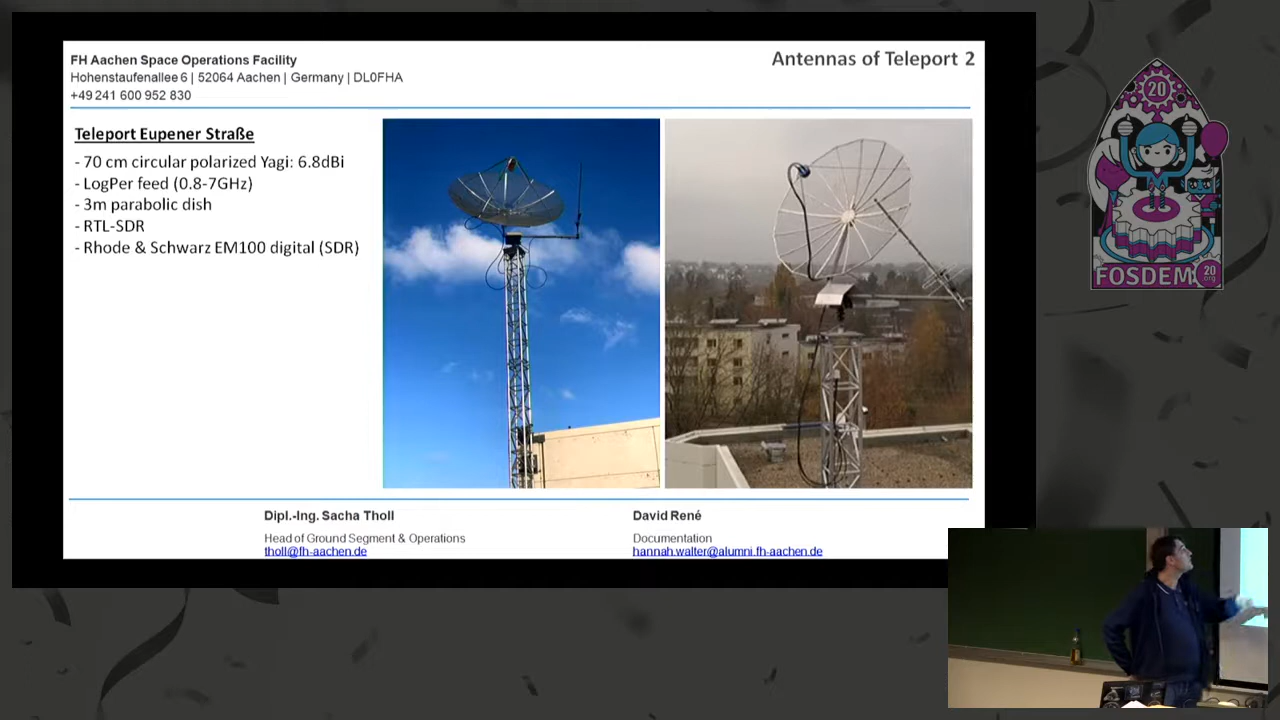 FH Aachen Space Operations Facility
Hohenstaufenallee 6 | 52064 Aachen | Germany | DL0FHA
+49 241 600 952 830
Antennas of Teleport 2
Teleport Eupener Straße
- 70 cm circular polarized Yagi: 6.8dBi
- LogPer feed (0.8-7GHz)
- 3m parabolic dish
- RTL-SDR
- Rhode & Schwarz EM100 digital (SDR)
Dipl.-Ing. Sacha Tholl
Head of Ground Segment & Operations
tholl@fh-aachen.de
David René
Documentation
hannah.walter@alumni.fh-aachen.de
20
FOSDEM
20
.org